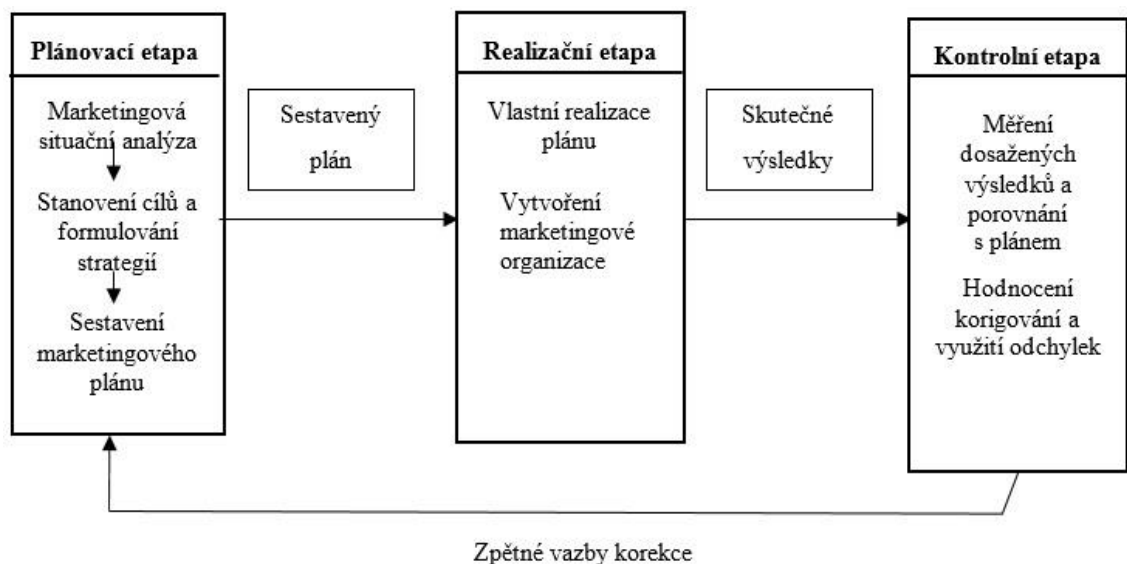 Plánovací etapa
Marketingová
situační analýza
Stanovení cílů a
formulování
strategií
Sestavení
marketingového
plánu
Sestavený
plán
Realizační etapa
Vlastní realizace
plánu
Vytvoření
marketingové
organizace
Skutečné
výsledky
Kontrolní etapa
Měření
dosažených
výsledků a
porovnání
s plánem
Hodnocení
korigování a
využití odchylek
Zpětné vazby korekce